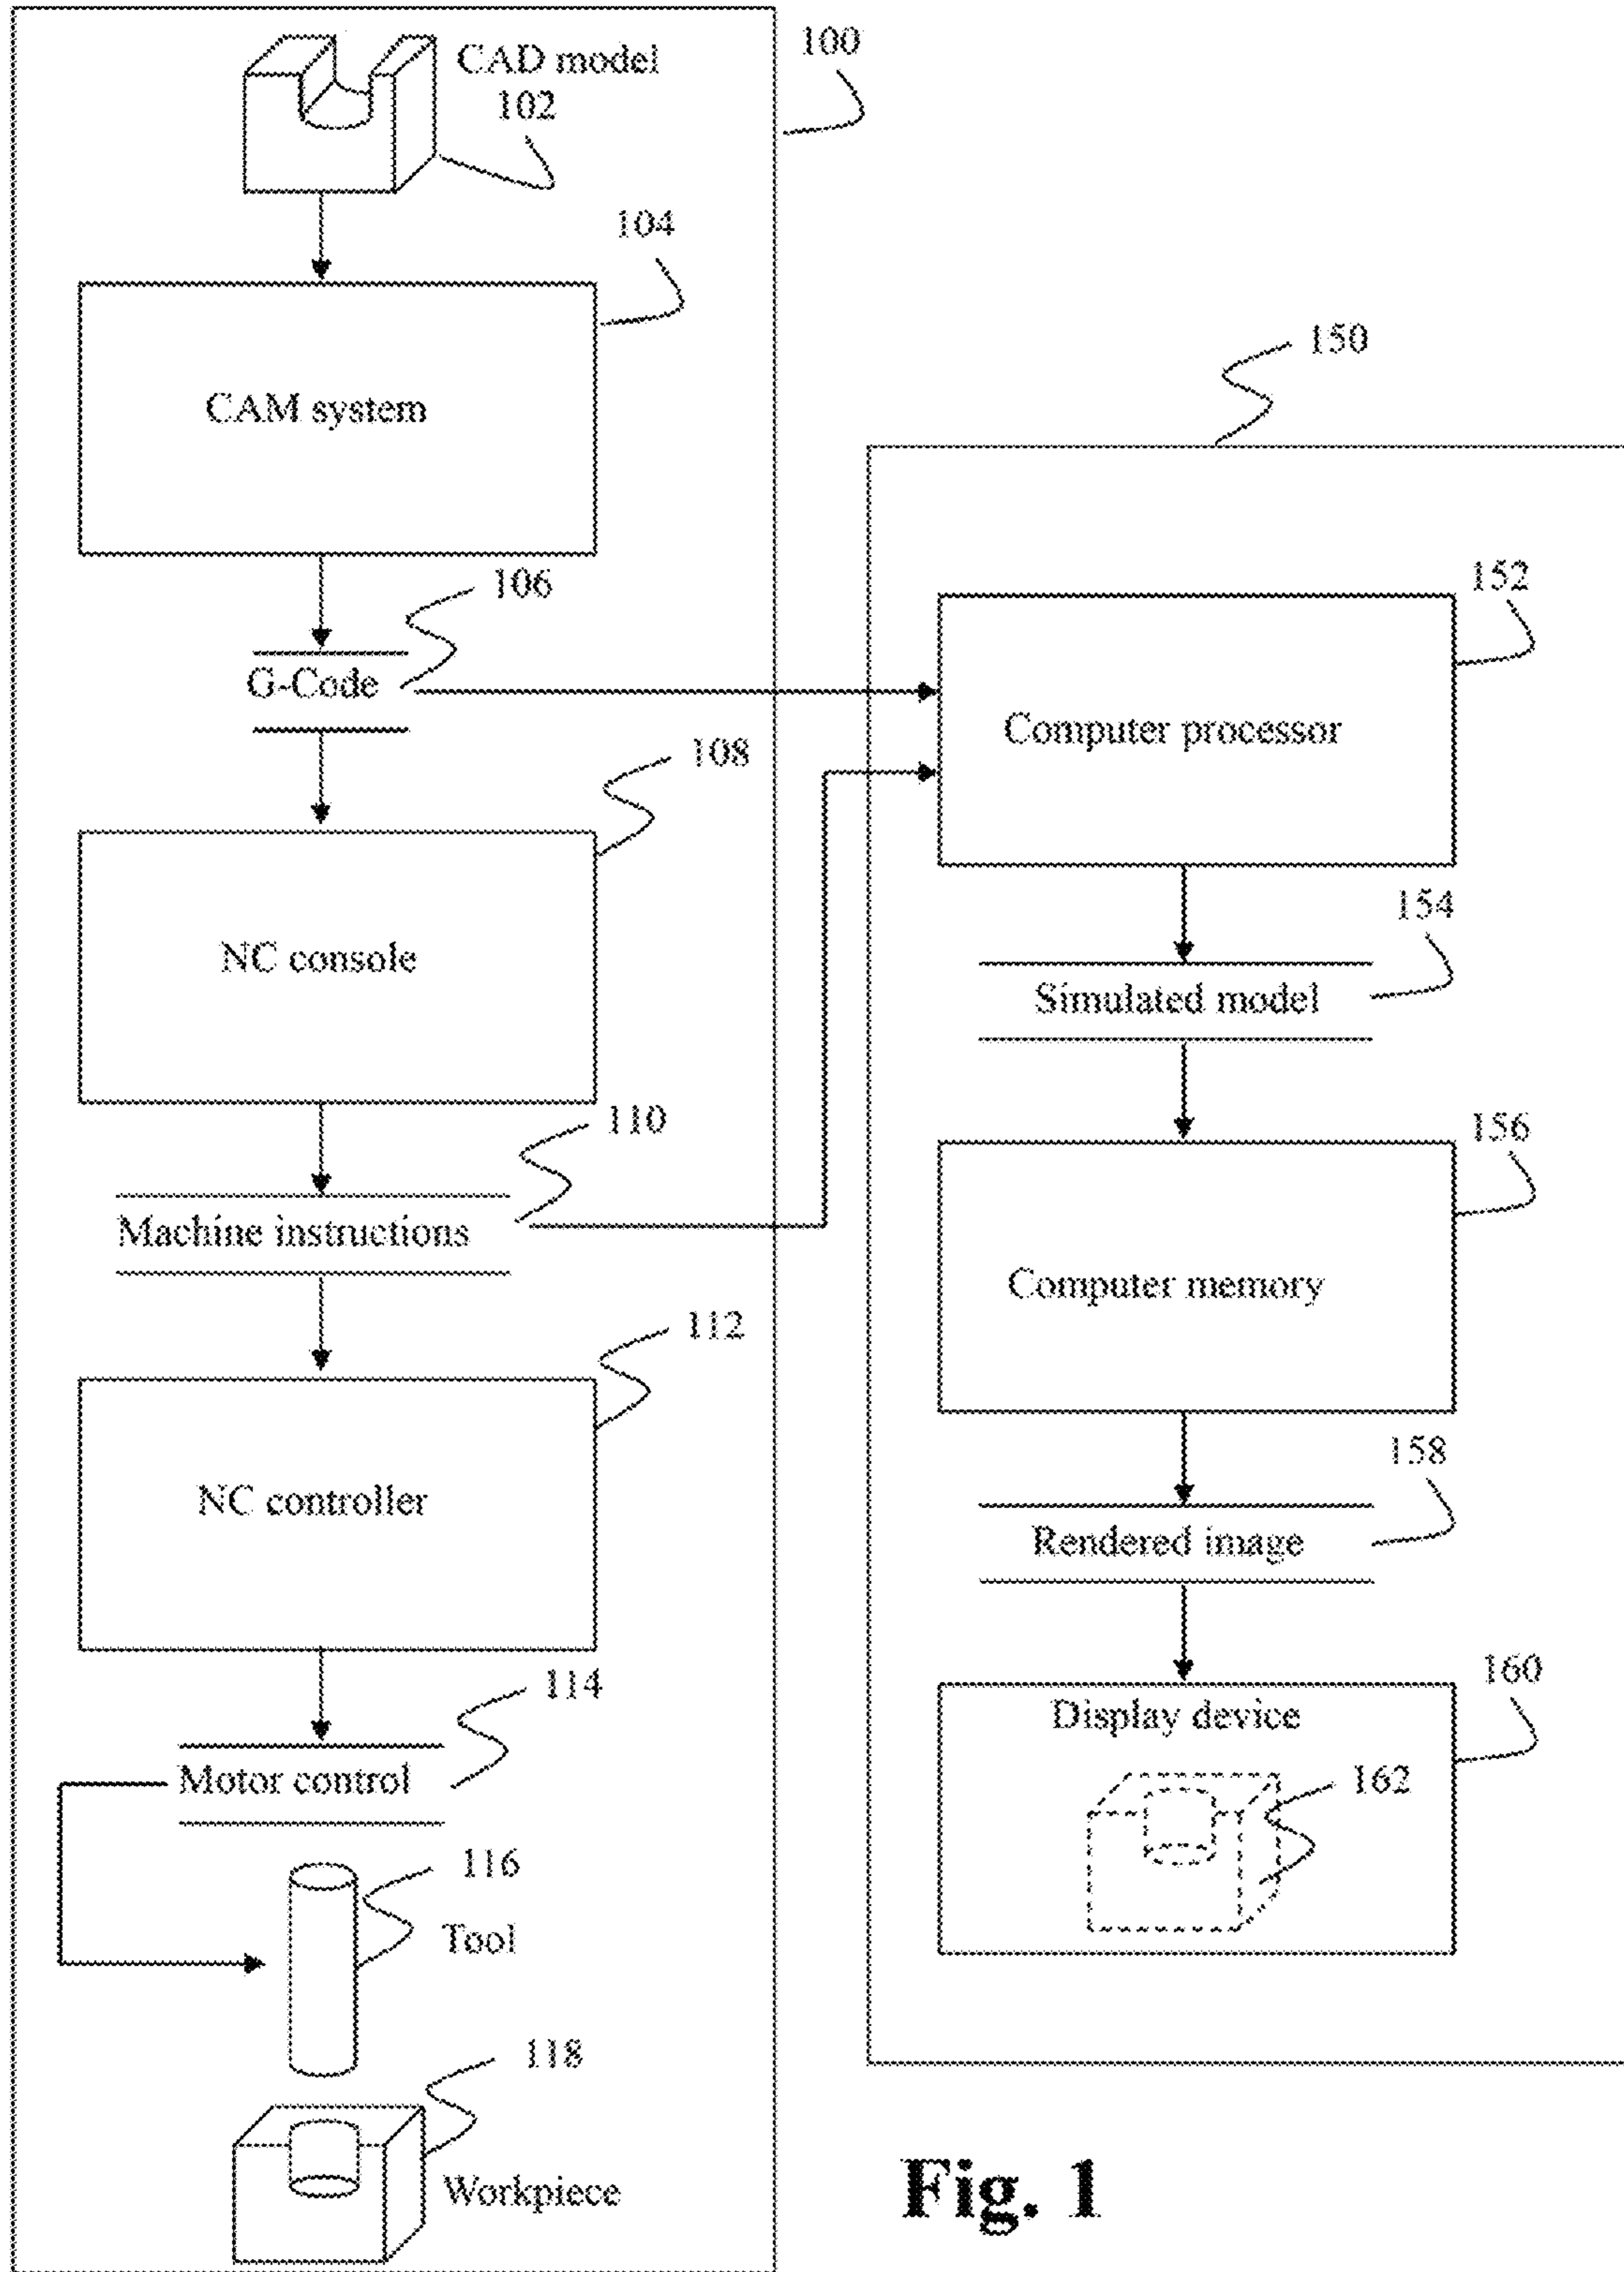 CAD model
102
100
104
CAM system
106
G-Code
108
NC console
110
Machine instructions
112
NC controller
114
Motor control
116
Tool
118
Workpiece
150
152
Computer processor
154
Simulated model
156
Computer memory
158
Rendered image
160
Display device
162
Fig. 1